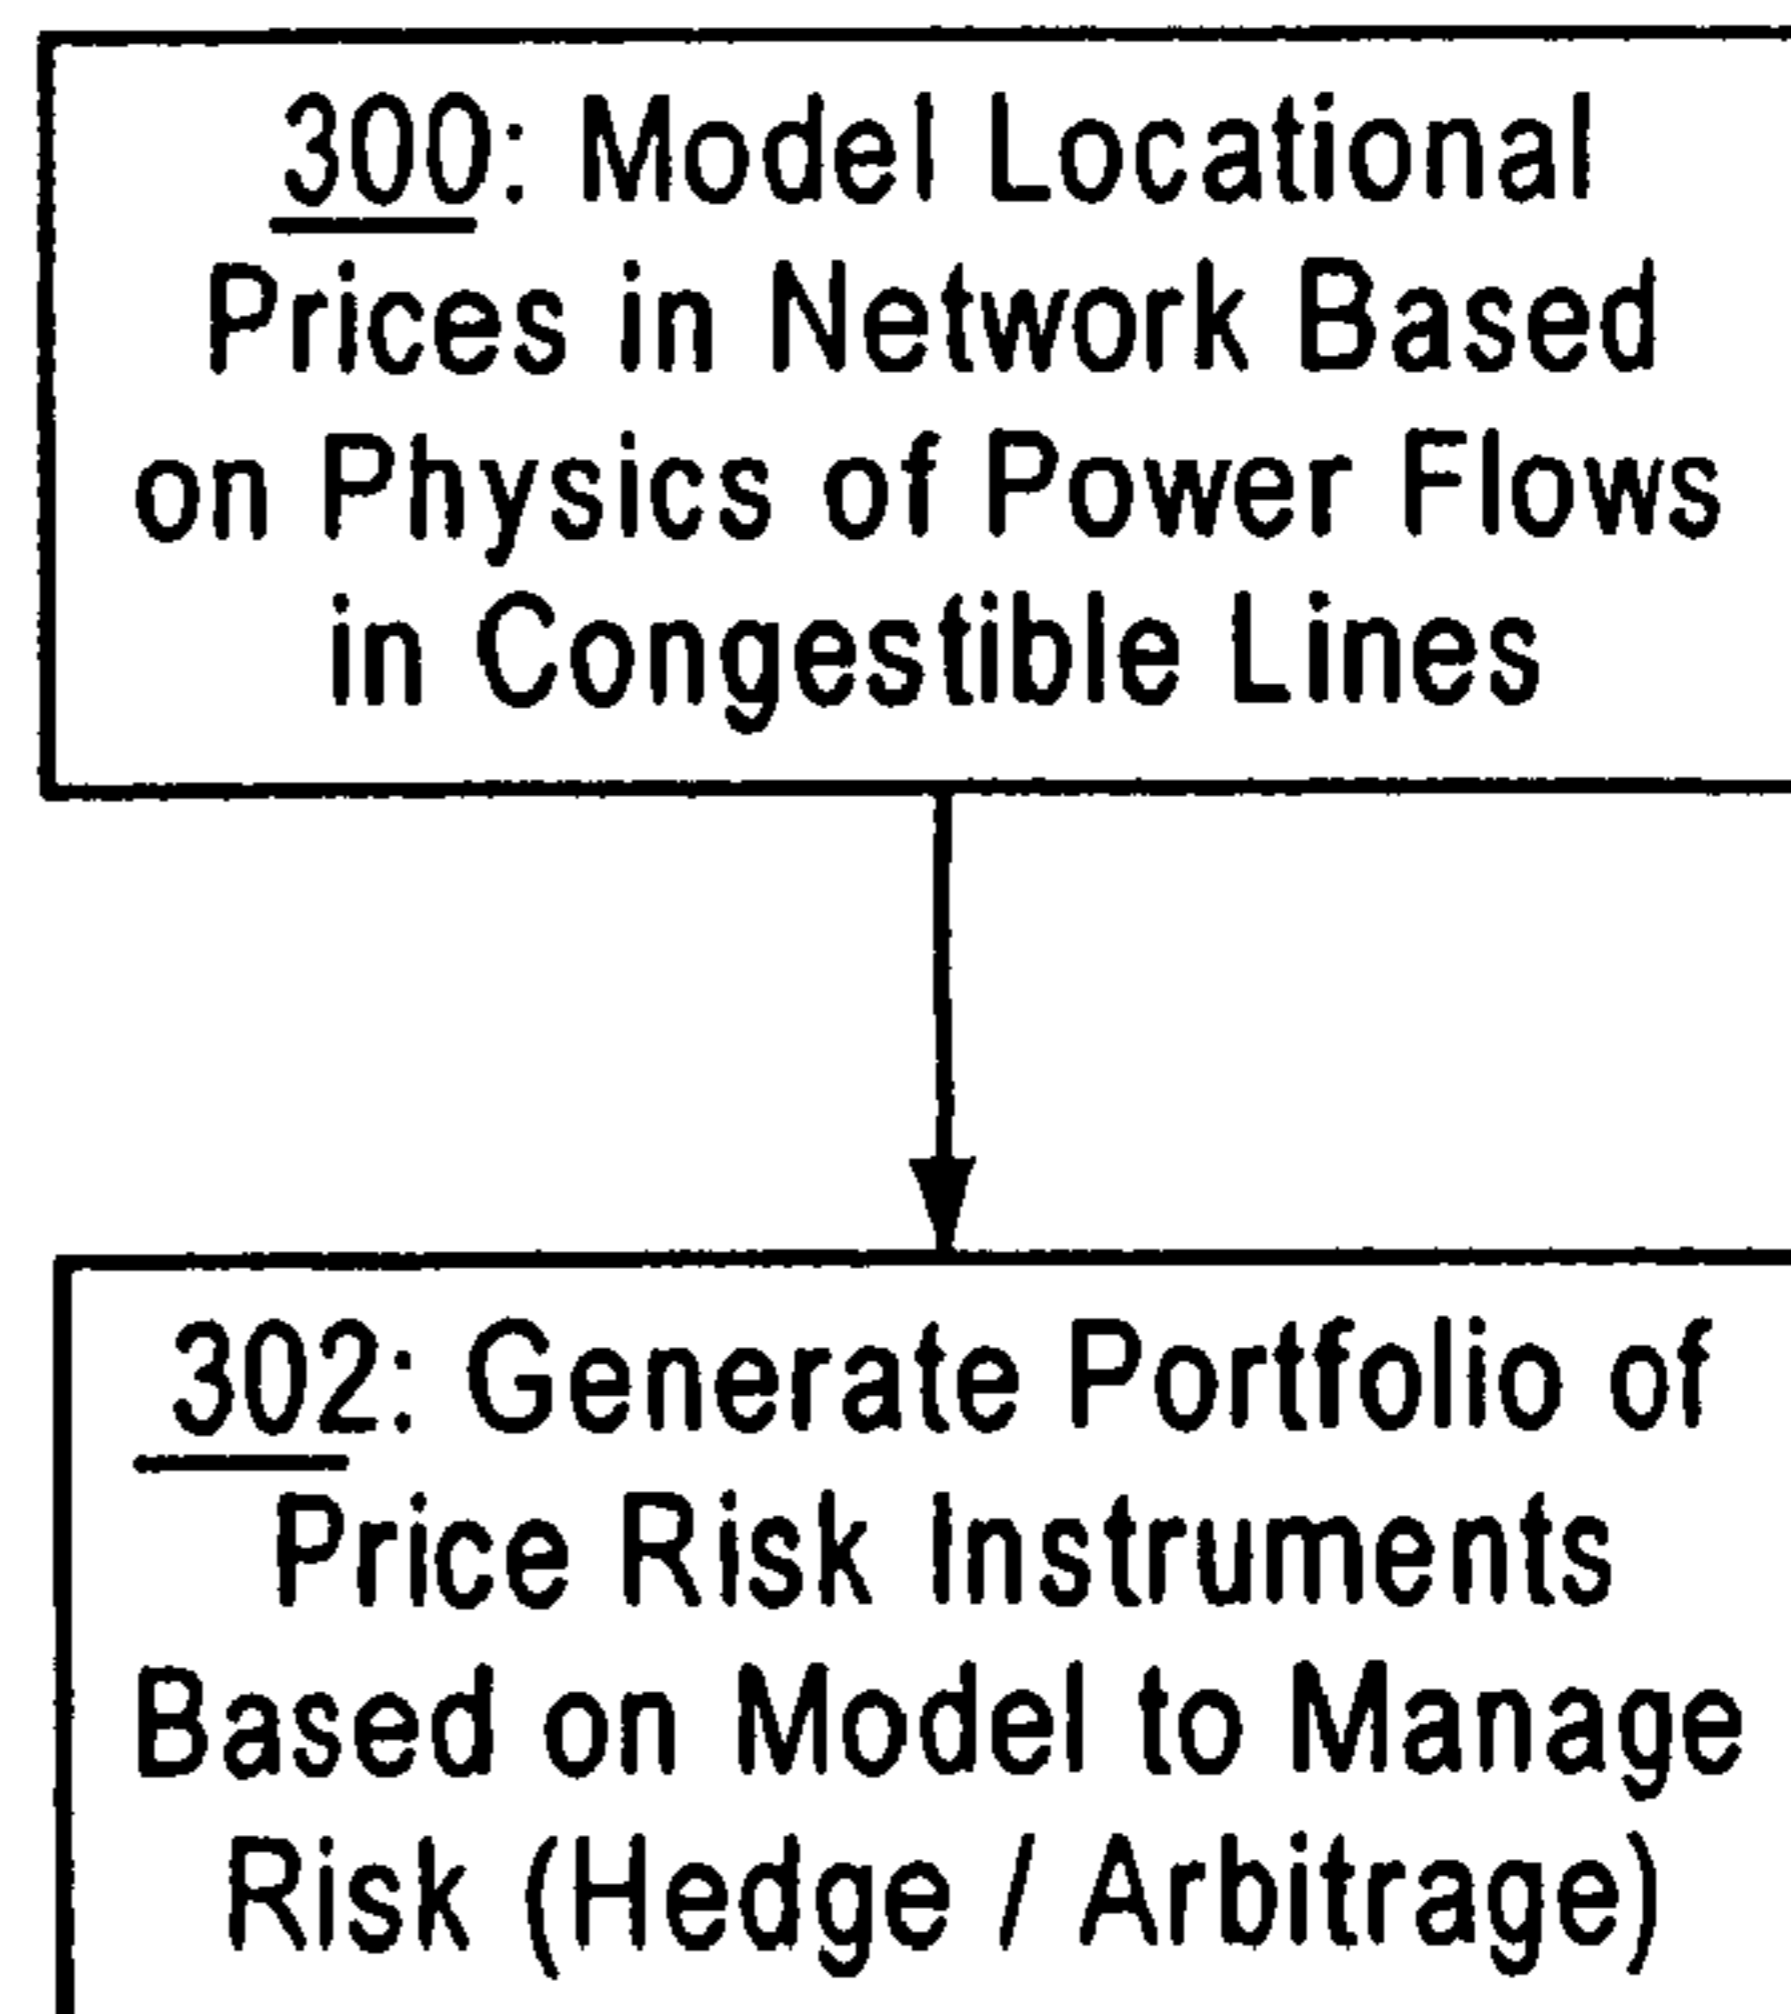 300: Model Locational
Prices in Network Based
on Physics of Power Flows
in Congestible Lines
302: Generate Portfolio of
Price Risk Instruments
Based on Model to Manage
Risk (Hedge / Arbitrage)